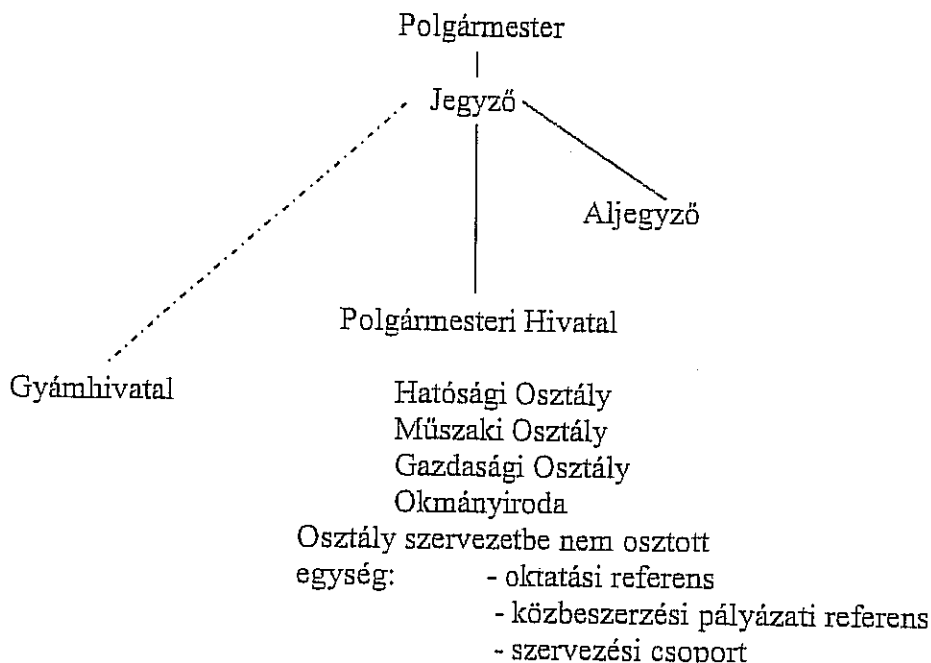 Polgármester
Jegyző
Aljegyző
Polgármesteri Hivatal
Gyámhivatal
Hatósági Osztály
Műszaki Osztály
Gazdasági Osztály
Okmányiroda
Osztály szervezetbe nem osztott
egység: - oktatási referens
- közbeszerzési pályázati referens
- szervezési csoport